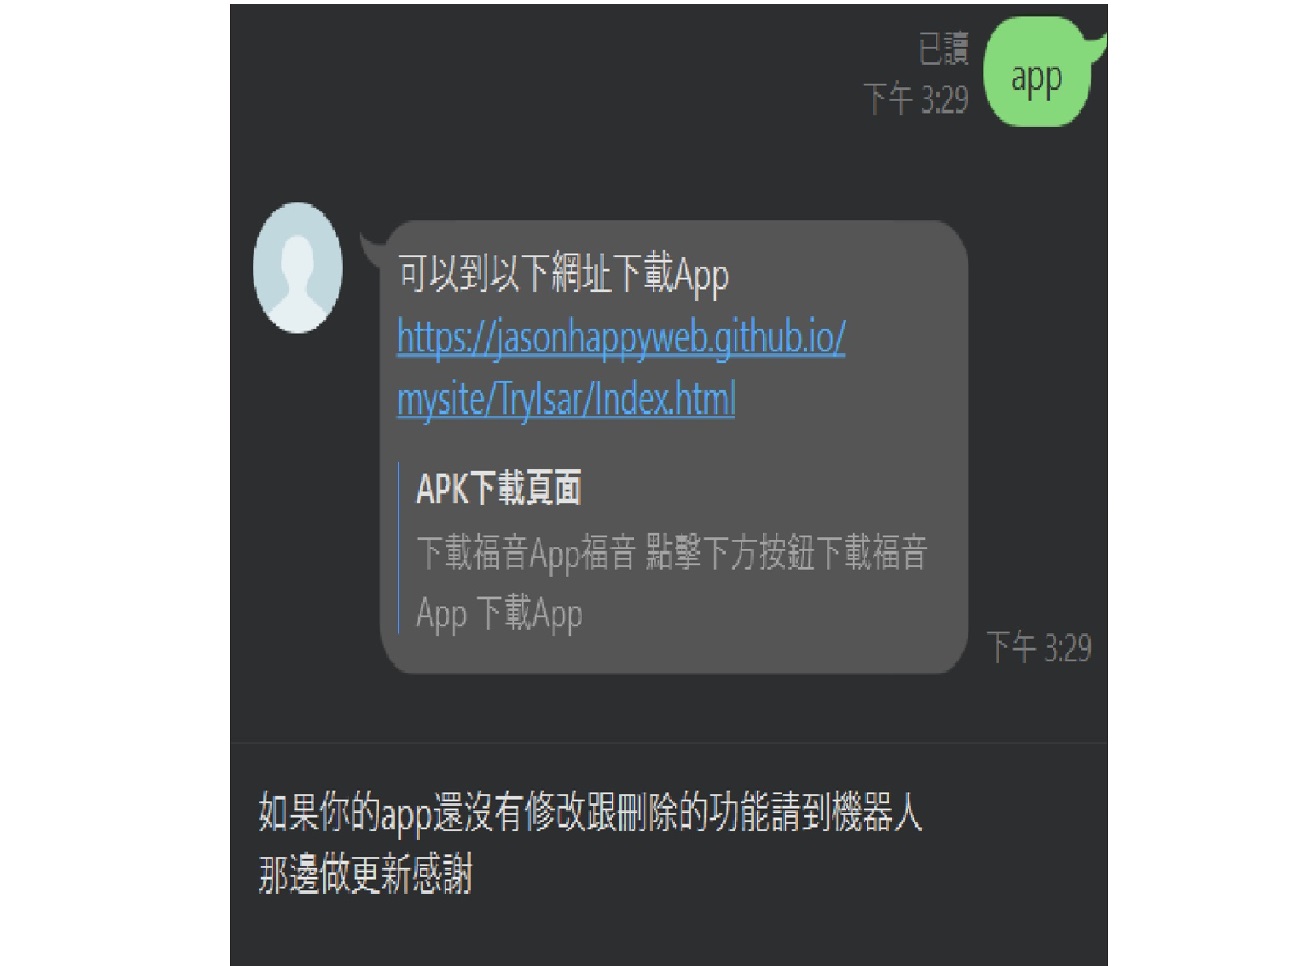 已讀
下午 3:29
app
可以到以下網址下載App
https://jasonhappyweb.github.io/
mysite/TryIsar/Index.html
APK下載頁面
下載福音App福音 點擊下方按鈕下載福音
App 下載App
下午 3:29
如果你的app還沒有修改跟刪除的功能請到機器人
那邊做更新感謝